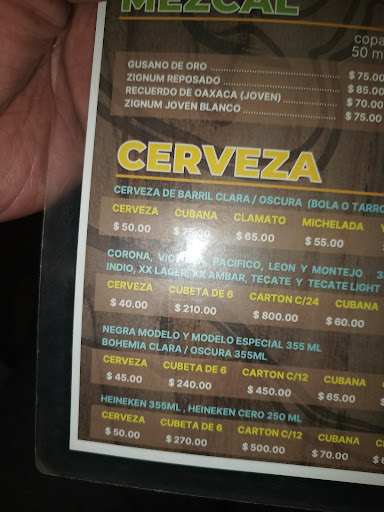 MEZCAL
copa
50 m
GUSANO DE ORO $ 75.00
ZIGNUM REPOSADO $ 85.00
RECUERDO DE OAXACA (JOVEN) $ 70.00
ZIGNUM JOVEN BLANCO $ 75.00
CERVEZA
CERVEZA DE BARRIL CLARA / OSCURA (BOLA O TARRO
CERVEZA CUBANA CLAMATO MICHELADA
$ 50.00 $ 75.00 $ 65.00 $ 55.00
CORONA, VICTORIA, PACIFICO, LEON Y MONTEJO
INDIO, XX LAGER, XX AMBAR, TECATE Y TECATE LIGHT
CERVEZA CUBETA DE 6 CARTON C/24 CUBANA
$ 40.00 $ 210.00 $ 800.00 $ 60.00
NEGRA MODELO Y MODELO ESPECIAL 355 ML
BOHEMIA CLARA / OSCURA 355ML
CERVEZA CUBETA DE 6 CARTON C/12 CUBANA
$ 45.00 $ 240.00 $ 450.00 $ 65.00 $
HEINEKEN 355ML , HEINEKEN CERO 250 ML
CERVEZA CUBETA DE 6 CARTON C/12 CUBANA
$ 50.00 $ 270.00 $ 500.00 $ 70.00 $